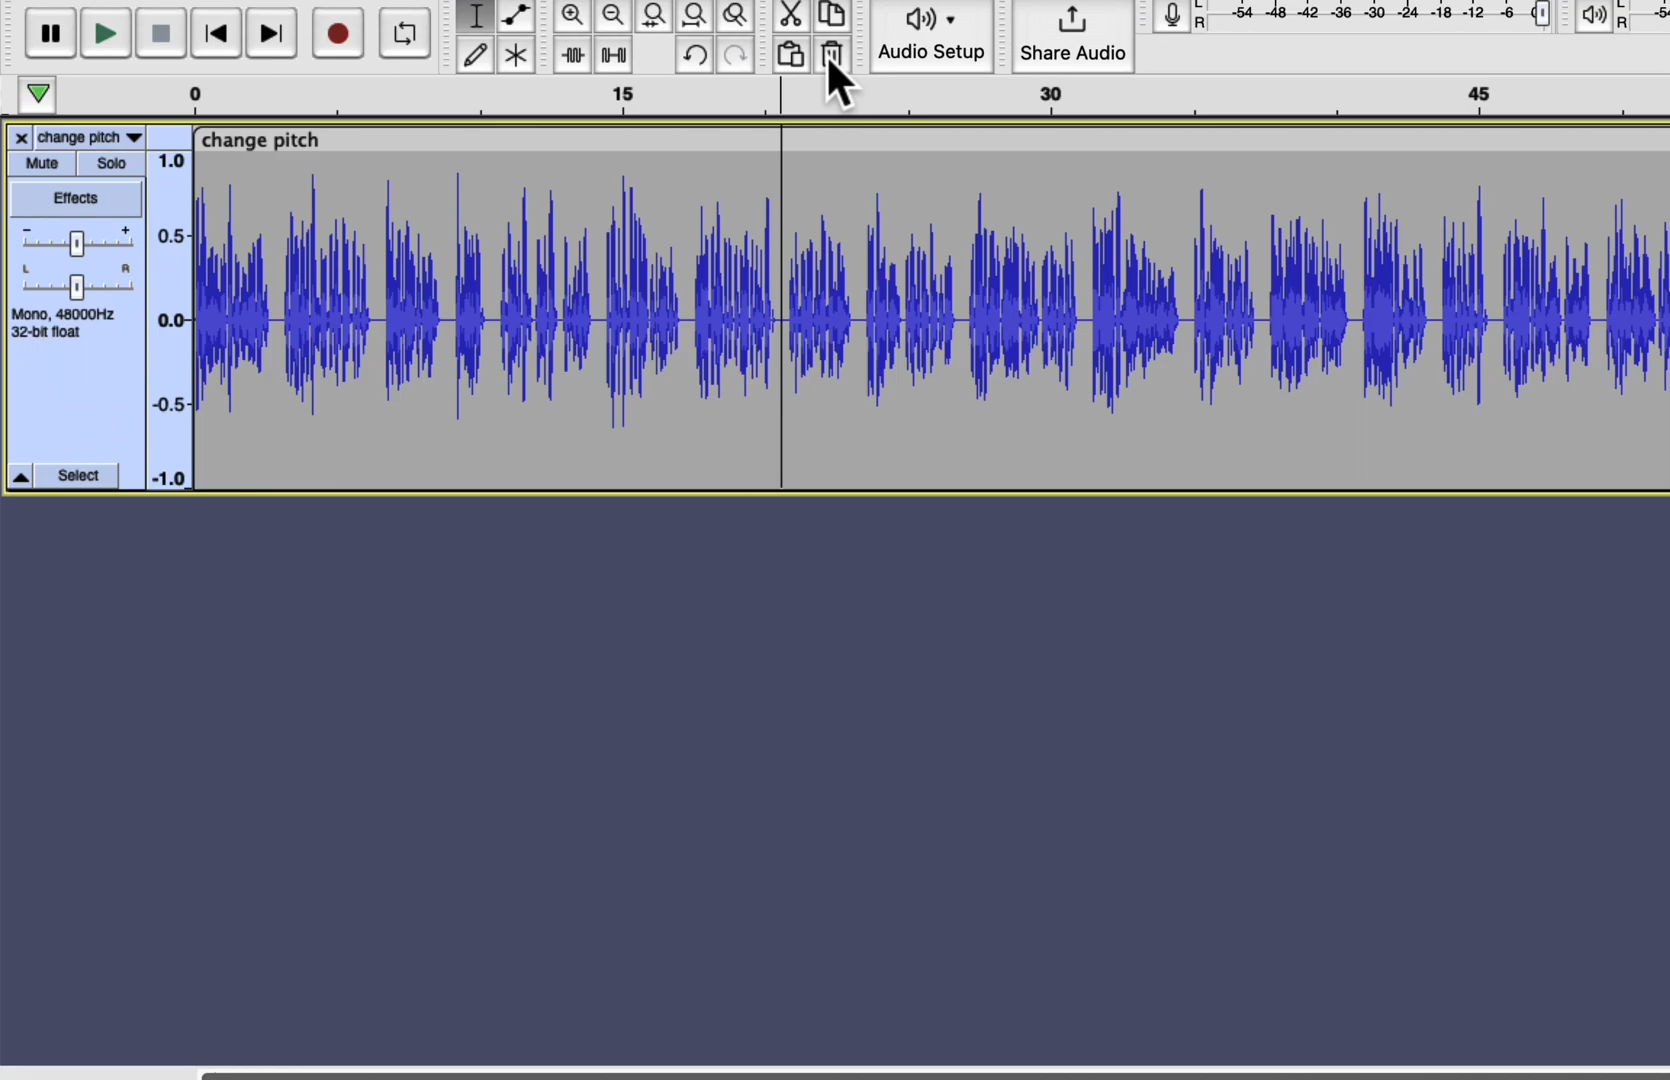 L
R
-54 -48 -42 -36 -30 -24 -18 -12 -6
L
R
Audio Setup
Share Audio
0 15 30 45
change pitch
change pitch
Mute Solo
Effects
- +
L R
Mono, 48000Hz
32-bit float
Select
1.0
0.5
0.0
-0.5
-1.0